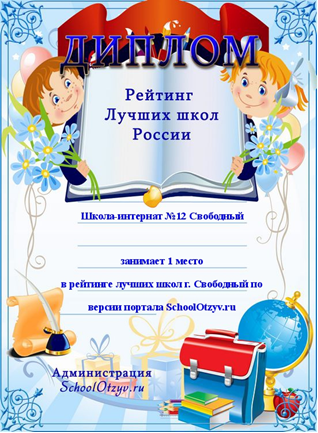 ДИПЛОМ
Рейтинг
Лучших школ
России
Школа-интернат №12 Свободный
занимает 1 место
в рейтинге лучших школ г. Свободный по
версии портала SchoolOtzyv.ru
Администрация
SchoolOtzyv.ru